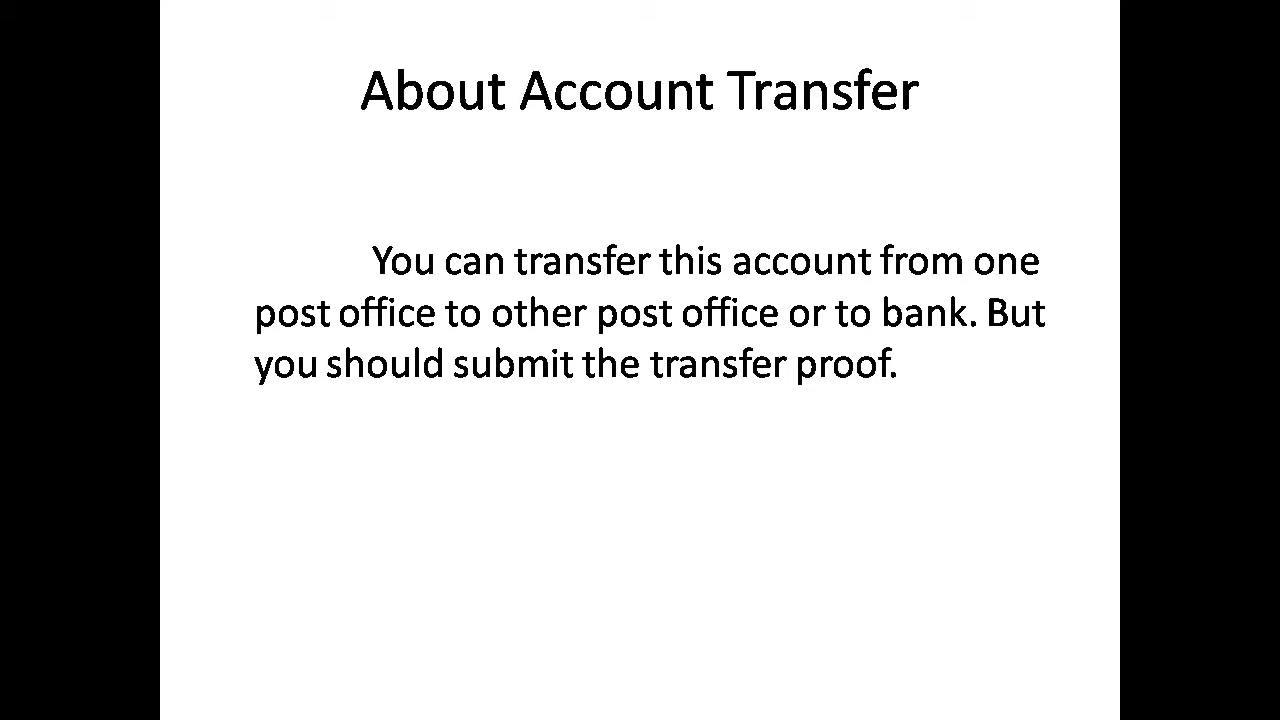 About Account Transfer
You can transfer this account from one
post office to other post office or to bank. But
you should submit the transfer proof.